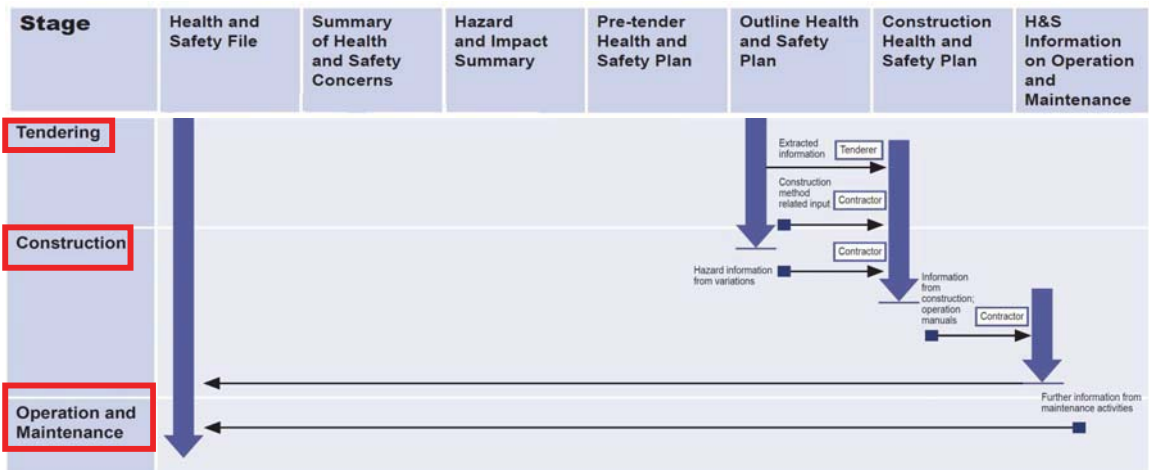 Stage
Health and
Safety File
Summary
of Health
and Safety
Concerns
Hazard
and Impact
Summary
Pre-tender
Health and
Safety Plan
Outline Health
and Safety
Plan
Construction
Health and
Safety Plan
H&S
Information
on Operation
and
Maintenance
Tendering
Extracted
information
Tenderer
Construction
method
related input
Contractor
Construction
Contractor
Hazard information
from variations
Information
from
construction;
operation
manuals
Contractor
Operation and
Maintenance
Further information from
maintenance activities